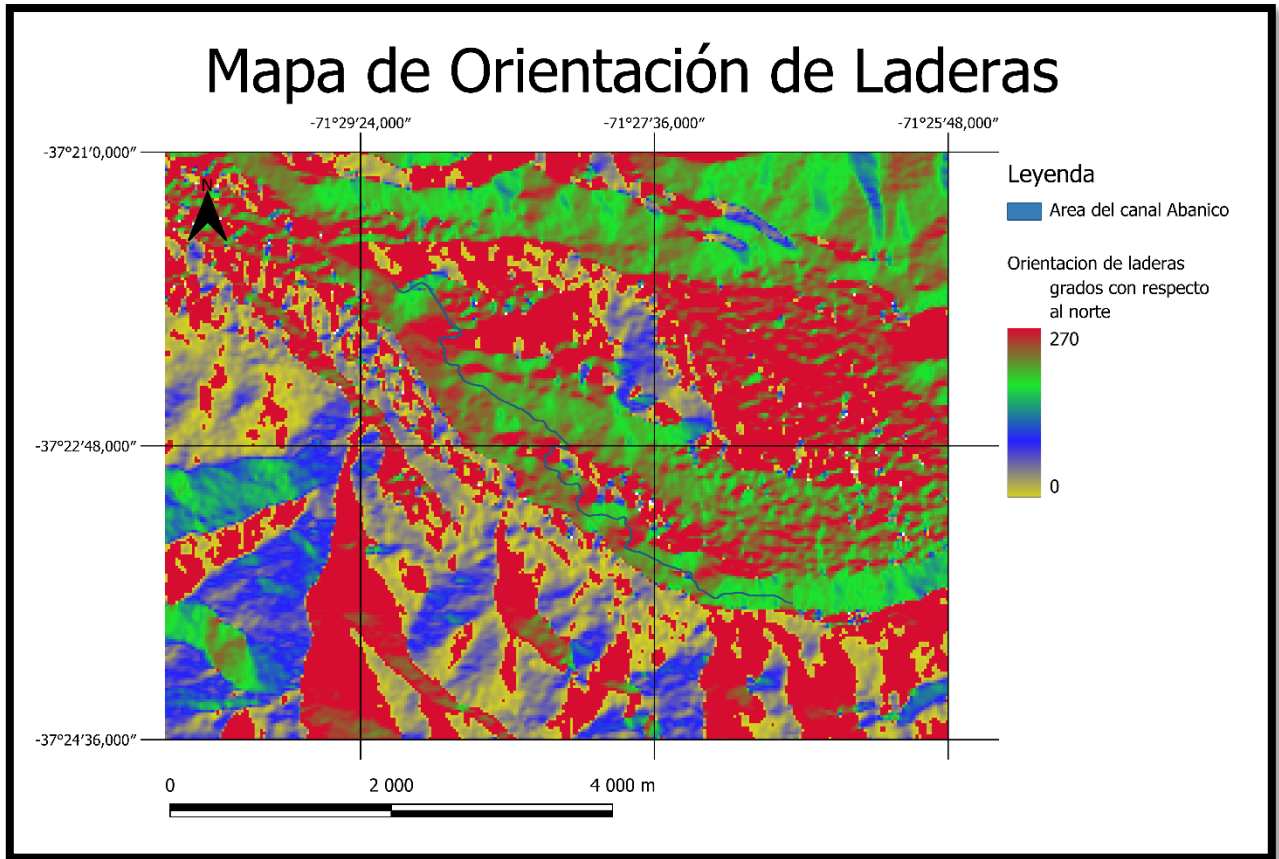 Mapa de Orientación de Laderas
-71°29′24,000″ -71°27′36,000″ -71°25′48,000″
-37°21′0,000″
-37°22′48,000″
-37°24′36,000″
N
Leyenda
Area del canal Abanico
Orientacion de laderas
grados con respecto
al norte
270
0
0 2 000 4 000 m